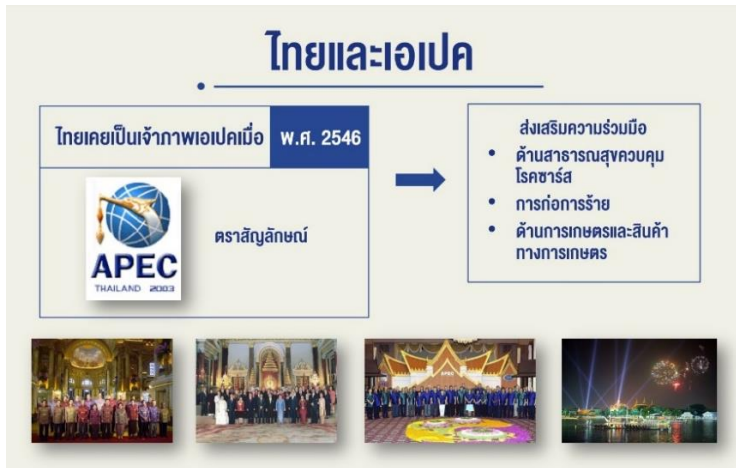 ไทยและเอเปค
ไทยเคยเป็นเจ้าภาพเอเปคเมื่อ พ.ศ. 2546
APEC
THAILAND 2003
ตราสัญลักษณ์
ส่งเสริมความร่วมมือ
• ด้านสาธารณสุขควบคุม
โรคซาร์ส
• การก่อการร้าย
• ด้านการเกษตรและสินค้า
ทางการเกษตร
APEC